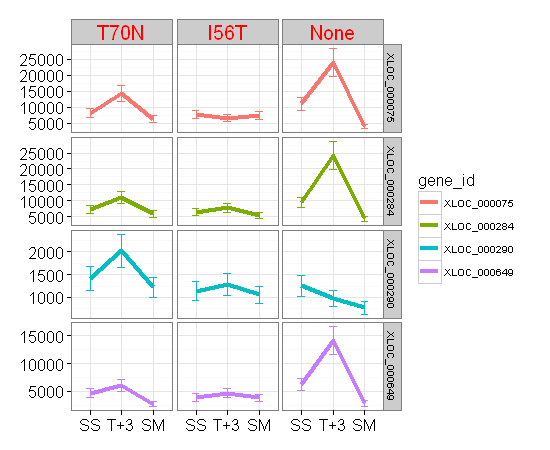 T70N I56T None
25000
20000
15000
10000
5000
XLOC_000075
25000
20000
15000
10000
5000
XLOC_000284
2000
1500
1000
XLOC_000290
15000
10000
5000
XLOC_000649
SS T+3 SM SS T+3 SM SS T+3 SM
gene_id
XLOC_000075
XLOC_000284
XLOC_000290
XLOC_000649